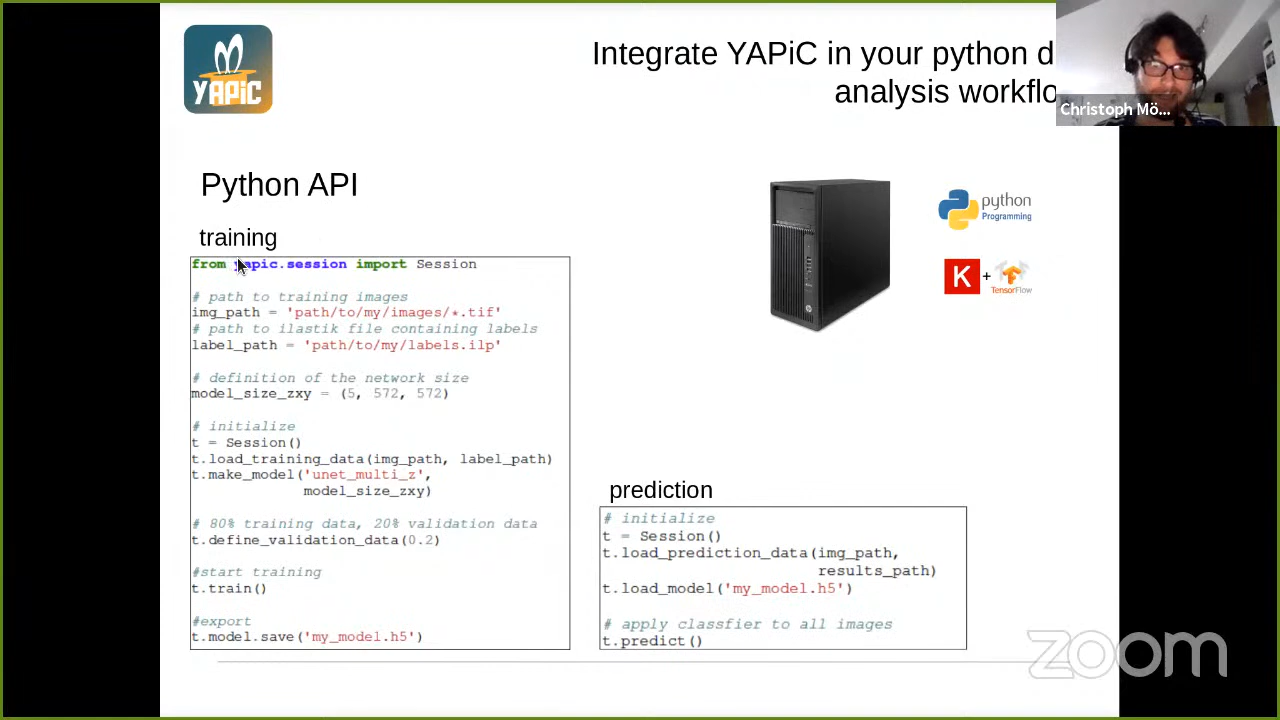 YAPiC
Integrate YAPiC in your python d
analysis workflo
Christoph Mö...
Python API
training
from yapic.session import Session
# path to training images
img_path = 'path/to/my/images/*.tif'
# path to ilastik file containing labels
label_path = 'path/to/my/labels.ilp'
# definition of the network size
model_size_zxy = (5, 572, 572)
# initialize
t = Session()
t.load_training_data(img_path, label_path)
t.make_model('unet_multi_z',
model_size_zxy)
# 80% training data, 20% validation data
t.define_validation_data(0.2)
#start training
t.train()
#export
t.model.save('my_model.h5')
python
Programming
K + TensorFlow
prediction
# initialize
t = Session()
t.load_prediction_data(img_path,
results_path)
t.load_model('my_model.h5')
# apply classfier to all images
t.predict()
zoom